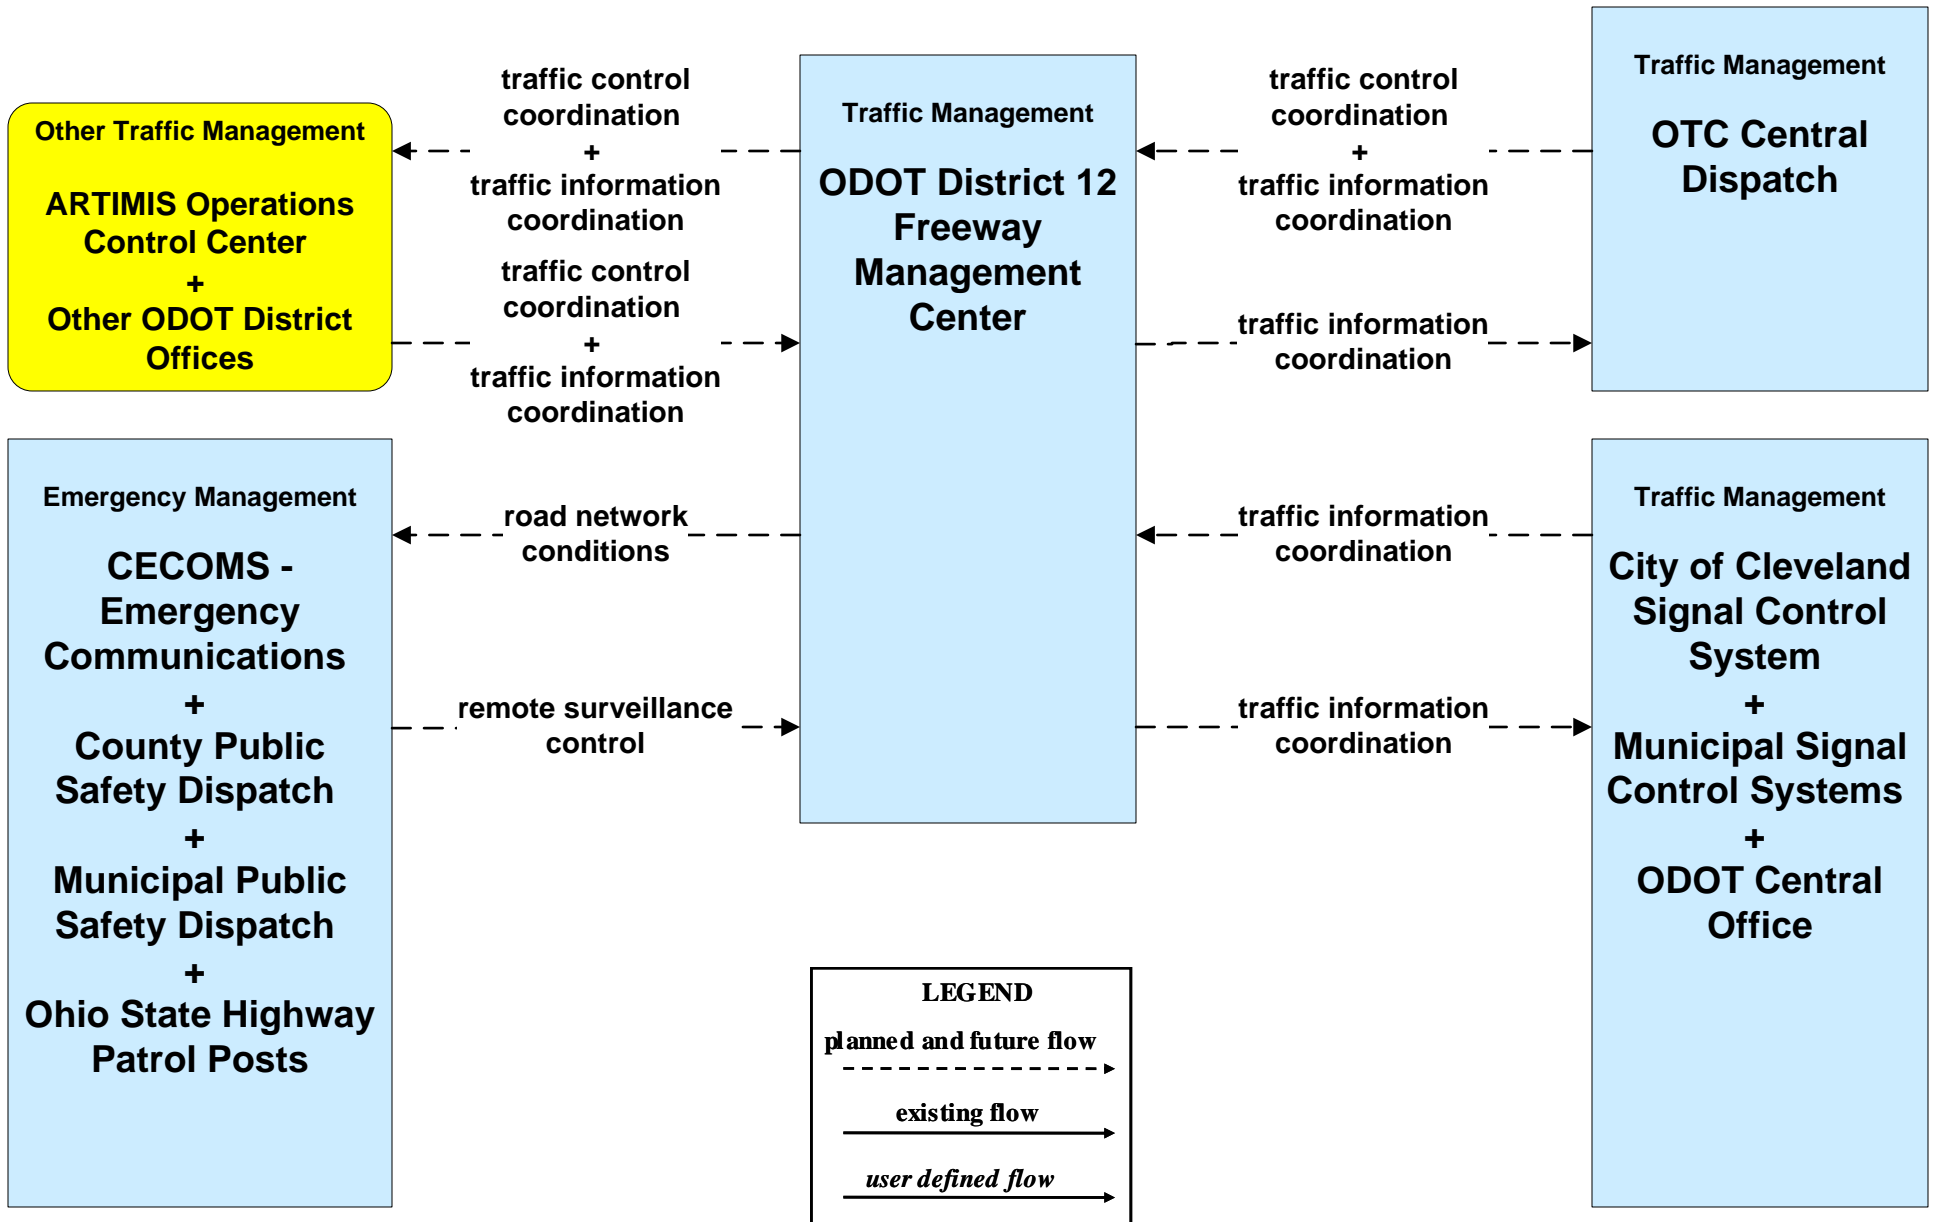 Other Traffic Management
ARTIMIS Operations
Control Center
+
Other ODOT District
Offices
traffic control
coordination
+
traffic information
coordination
traffic control
coordination
+
traffic information
coordination
Traffic Management
ODOT District 12
Freeway
Management
Center
traffic control
coordination
+
traffic information
coordination
traffic information
coordination
Traffic Management
OTC Central
Dispatch
Emergency Management
CECOMS -
Emergency
Communications
+
County Public
Safety Dispatch
+
Municipal Public
Safety Dispatch
+
Ohio State Highway
Patrol Posts
road network
conditions
remote surveillance
control
traffic information
coordination
traffic information
coordination
Traffic Management
City of Cleveland
Signal Control
System
+
Municipal Signal
Control Systems
+
ODOT Central
Office
LEGEND
planned and future flow
existing flow
user defined flow